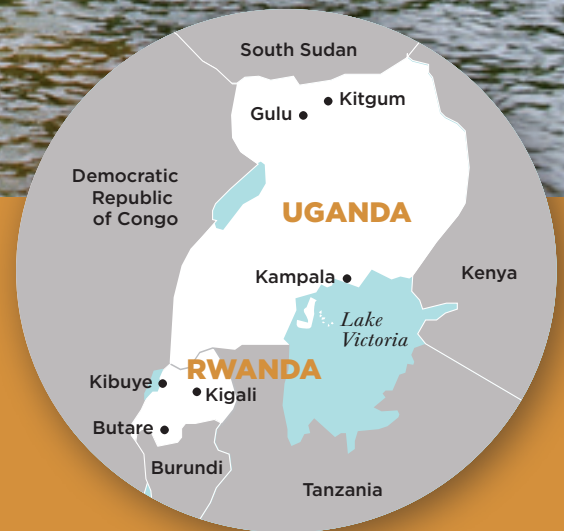 South Sudan
Kitgum
Gulu
Democratic
Republic
of Congo
UGANDA
Kampala
Kenya
Lake
Victoria
RWANDA
Kibuye
Kigali
Butare
Burundi
Tanzania